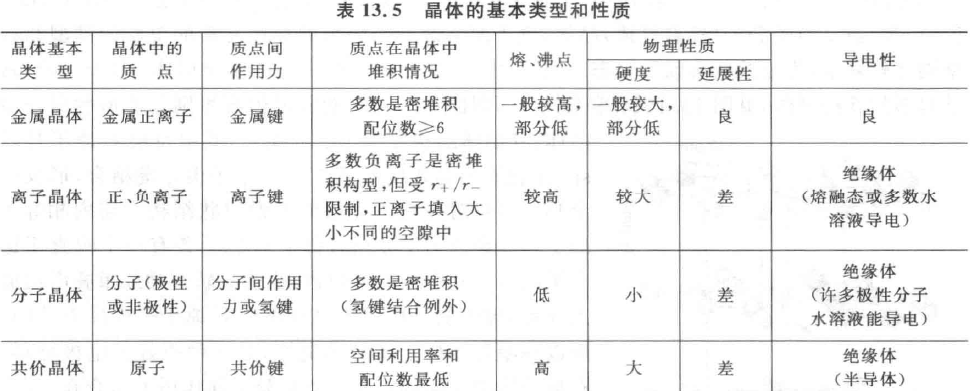 表 13.5 晶体的基本类型和性质
晶体基本类型 晶体中的质点 质点间作用力 质点在晶体中堆积情况 熔、沸点 物理性质 导电性
硬度 延展性
金属晶体 金属正离子 金属键 多数是密堆积配位数≥6 一般较高,部分低 一般较大,部分低 良 良
离子晶体 正、负离子 离子键 多数负离子是密堆积构型,但受 r+/r- 限制,正离子填入大小不同的空隙中 较高 较大 差 绝缘体(熔融态或多数水溶液导电)
分子晶体 分子(极性或非极性) 分子间作用力或氢键 多数是密堆积(氢键结合例外) 低 小 差 绝缘体(许多极性分子水溶液能导电)
共价晶体 原子 共价键 空间利用率和配位数最低 高 大 差 绝缘体(半导体)